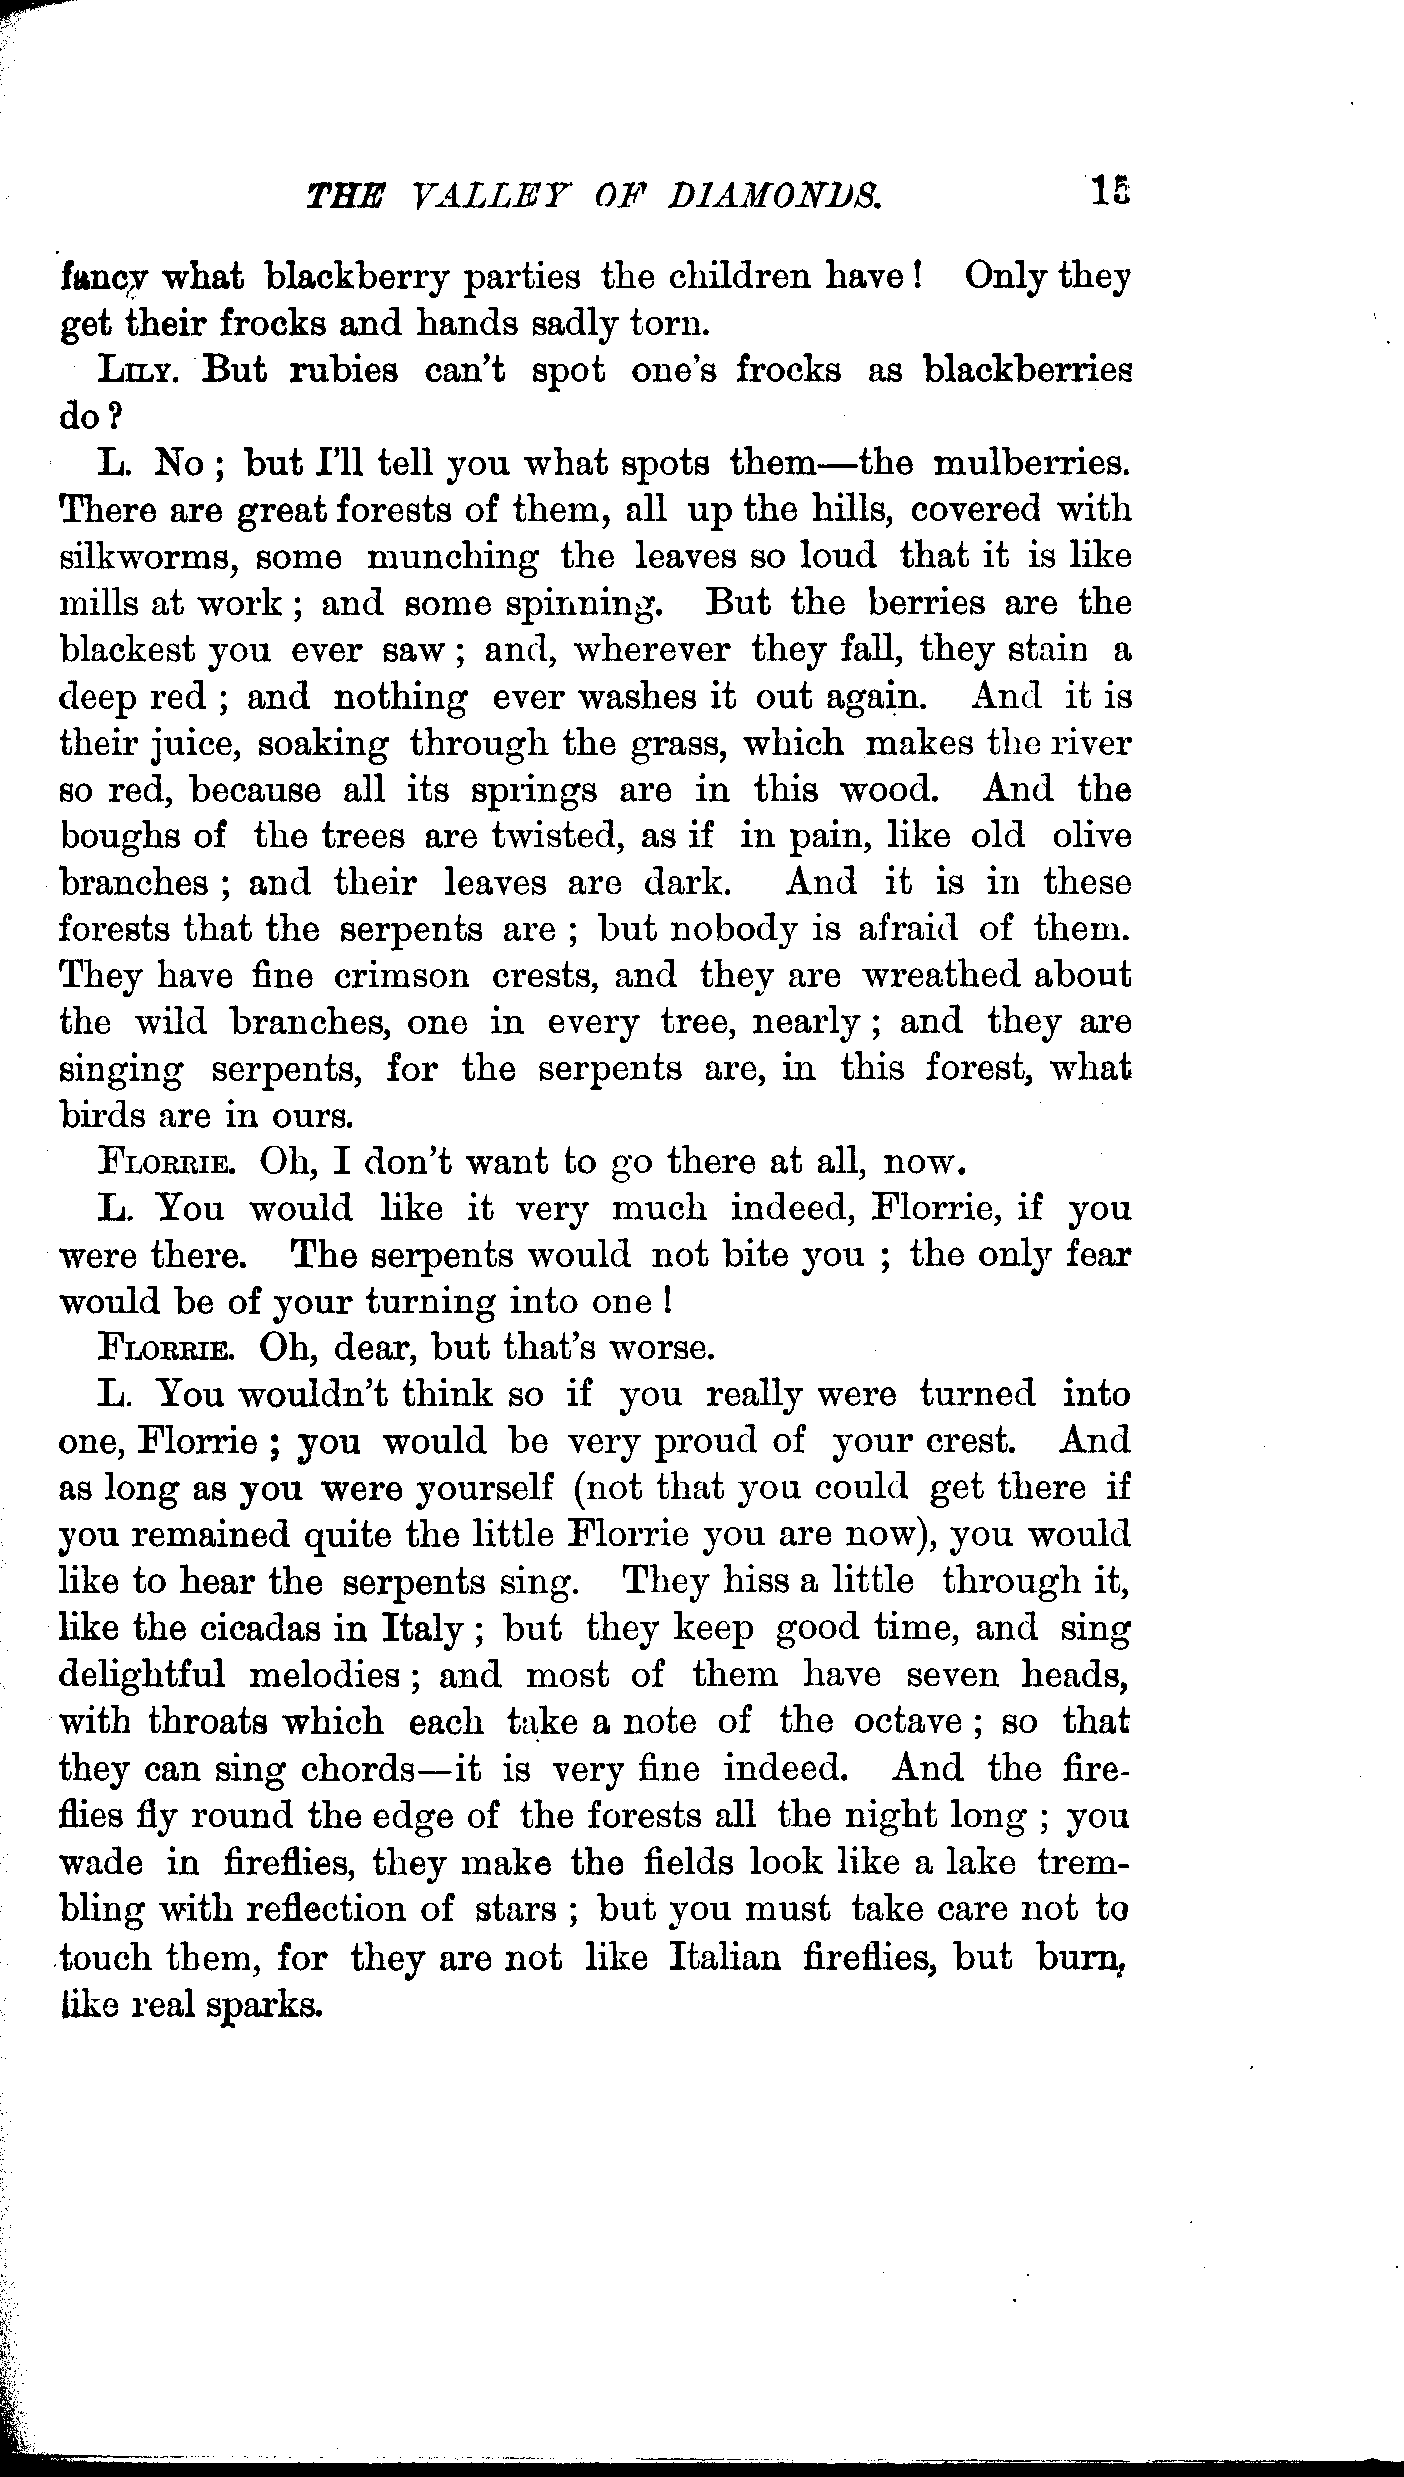 THE VALLEY OF DIAMONDS. 15
fancy what blackberry parties the children have! Only they
get their frocks and hands sadly torn.
LILY. But rubies can't spot one's frocks as blackberries
do?
L. No; but I'll tell you what spots them—the mulberries.
There are great forests of them, all up the hills, covered with
silkworms, some munching the leaves so loud that it is like
mills at work; and some spinning. But the berries are the
blackest you ever saw; and, wherever they fall, they stain a
deep red; and nothing ever washes it out again. And it is
their juice, soaking through the grass, which makes the river
so red, because all its springs are in this wood. And the
boughs of the trees are twisted, as if in pain, like old olive
branches; and their leaves are dark. And it is in these
forests that the serpents are; but nobody is afraid of them.
They have fine crimson crests, and they are wreathed about
the wild branches, one in every tree, nearly; and they are
singing serpents, for the serpents are, in this forest, what
birds are in ours.
FLORRIE. Oh, I don't want to go there at all, now.
L. You would like it very much indeed, Florrie, if you
were there. The serpents would not bite you; the only fear
would be of your turning into one!
FLORRIE. Oh, dear, but that's worse.
L. You wouldn't think so if you really were turned into
one, Florrie; you would be very proud of your crest. And
as long as you were yourself (not that you could get there if
you remained quite the little Florrie you are now), you would
like to hear the serpents sing. They hiss a little through it,
like the cicadas in Italy; but they keep good time, and sing
delightful melodies; and most of them have seven heads,
with throats which each take a note of the octave; so that
they can sing chords—it is very fine indeed. And the fire-
flies fly round the edge of the forests all the night long; you
wade in fireflies, they make the fields look like a lake trem-
bling with reflection of stars; but you must take care not to
touch them, for they are not like Italian fireflies, but burn,
like real sparks.